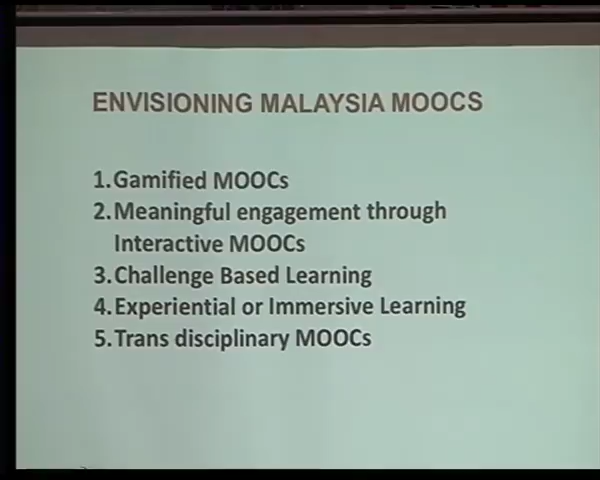 ENVISIONING MALAYSIA MOOCS
1. Gamified MOOCs
2. Meaningful engagement through
Interactive MOOCs
3. Challenge Based Learning
4. Experiential or Immersive Learning
5. Trans disciplinary MOOCs